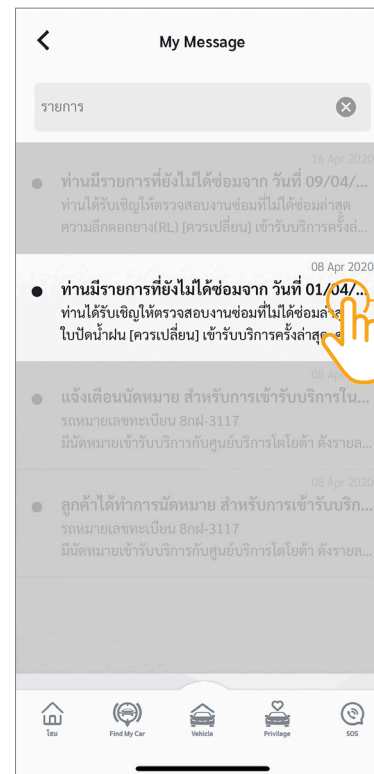 My Message
รายการ
16 Apr 2020
ท่านมีรายการที่ยังไม่ได้ซ่อมจาก วันที่ 09/04/...
ท่านได้รับเชิญให้ตรวจสอบงานซ่อมที่ไม่ได้ซ่อมล่าสุด
ความลึกดอกยาง(RL) [ควรเปลี่ยน] เข้ารับบริการครั้งล่...
08 Apr 2020
ท่านมีรายการที่ยังไม่ได้ซ่อมจาก วันที่ 01/04/...
ท่านได้รับเชิญให้ตรวจสอบงานซ่อมที่ไม่ได้ซ่อมล่าสุ
ใบปัดน้ำฝน [ควรเปลี่ยน] เข้ารับบริการครั้งล่าสุด
08 Apr
แจ้งเตือนนัดหมาย สำหรับการเข้ารับบริการใน...
รถหมายเลขทะเบียน 8กฝ-3117
มีนัดหมายเข้ารับบริการกับศูนย์บริการโตโยต้า ดังรายล...
08 Apr 2020
ลูกค้าได้ทำการนัดหมาย สำหรับการเข้ารับบริก...
รถหมายเลขทะเบียน 8กฝ-3117
มีนัดหมายเข้ารับบริการกับศูนย์บริการโตโยต้า ดังรายล...
โฮม Find My Car Vehicle Privilege SOS